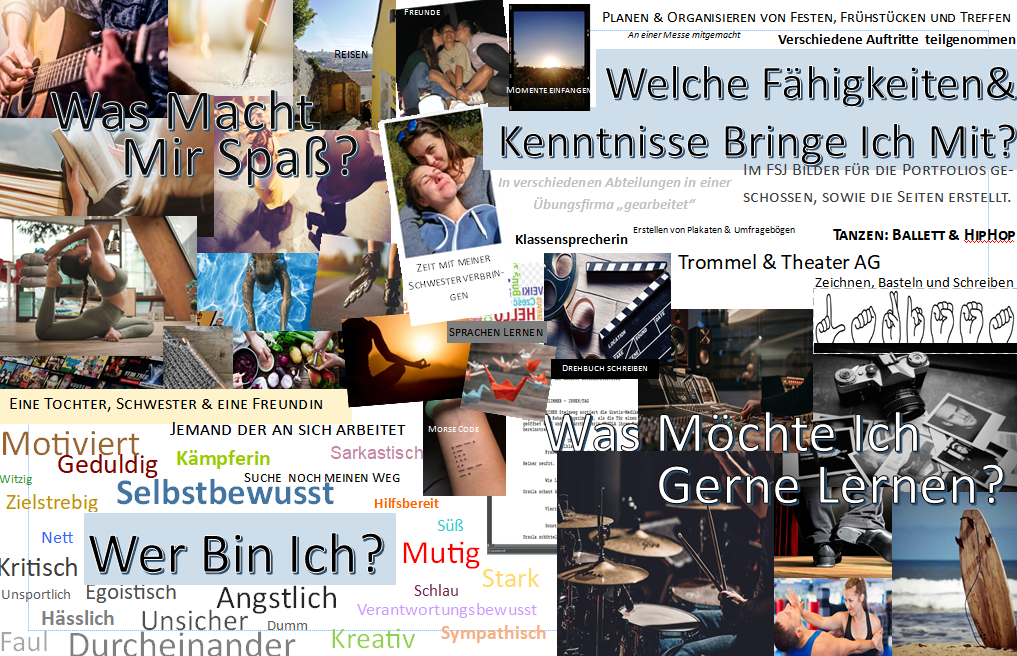 Freunde
Reisen
Momente einfangen
Was Macht
Mir Spaß?
Zeit mit meiner
Schwester verbrin-
gen
Planen & Organisieren von Festen, Frühstücken und Treffen
An einer Messe mitgemacht
Verschiedene Auftritte teilgenommen
Welche Fähigkeiten&
Kenntnisse Bringe Ich Mit?
Im FSJ Bilder für die Portfolios ge-
schossen, sowie die Seiten erstellt.
In verschiedenen Abteilungen in einer
Übungsfirma „gearbeitet“
Klassensprecherin
Erstellen von Plakaten & Umfragebögen
Tanzen: Ballett & HipHop
Trommel & Theater AG
Zeichnen, Basteln und Schreiben
HELLO
Sprachen lernen
Drehbuch schreiben
Morse Code
Was Möchte Ich
Gerne Lernen?
Eine Tochter, Schwester & eine Freundin
Jemand der an sich arbeitet
Motiviert
Geduldig
Kämpferin
Sarkastisch
Witzig
Suche noch meinen Weg
Zielstrebig
Selbstbewusst
Hilfsbereit
Nett
Süß
Wer Bin Ich?
Mutig
Kritisch
Stark
Unsportlich
Egoistisch
Angstlich
Schlau
Verantwortungsbewusst
Hässlich
Unsicher
Dumm
Faul
Durcheinander
Kreativ
Sympathisch